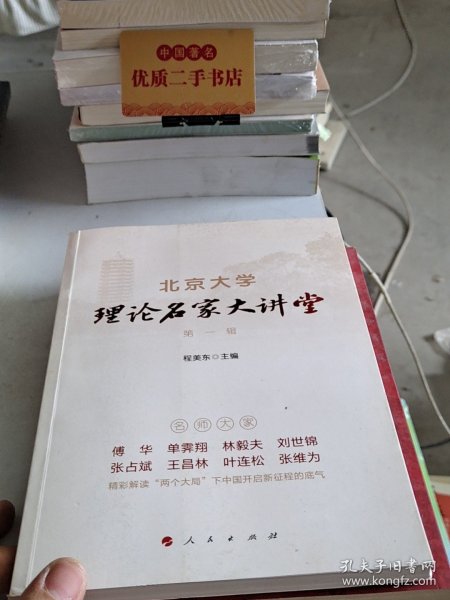 中国著名
优质二手书店
北京大学
理论名家大讲堂
第一辑
程美东○主编
名师大家
傅华 单霁翔 林毅夫 刘世锦
张占斌 王昌林 叶连松 张维为
精彩解读“两个大局”下中国开启新征程的底气
人民出版社
孔夫子旧书网
www.kongfz.com